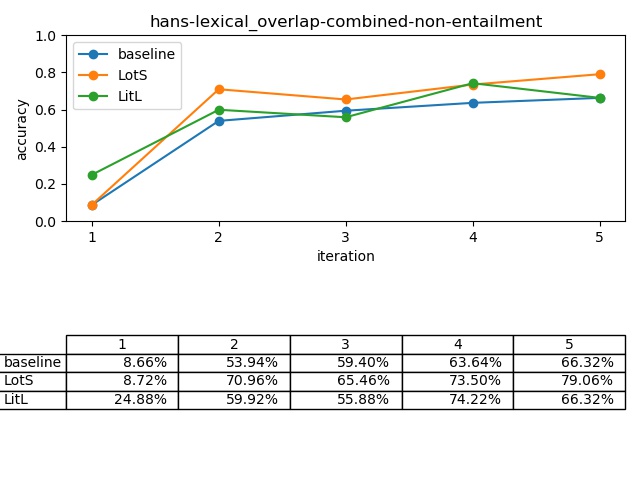 hans-lexical_overlap-combined-non-entailment
1.0
0.8
0.6
0.4
0.2
0.0
accuracy
baseline
LotS
LitL
1 2 3 4 5
iteration
1 2 3 4 5
baseline 8.66% 53.94% 59.40% 63.64% 66.32%
LotS 8.72% 70.96% 65.46% 73.50% 79.06%
LitL 24.88% 59.92% 55.88% 74.22% 66.32%